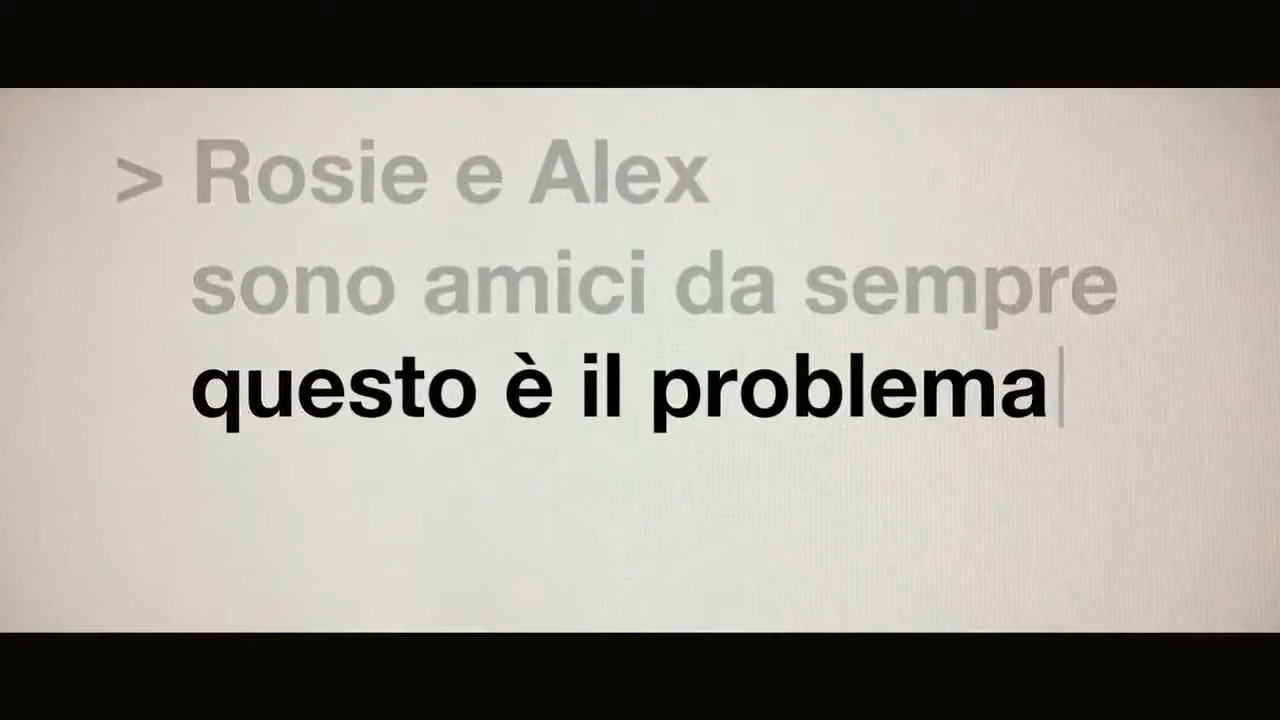 > Rosie e Alex
sono amici da sempre
questo è il problema